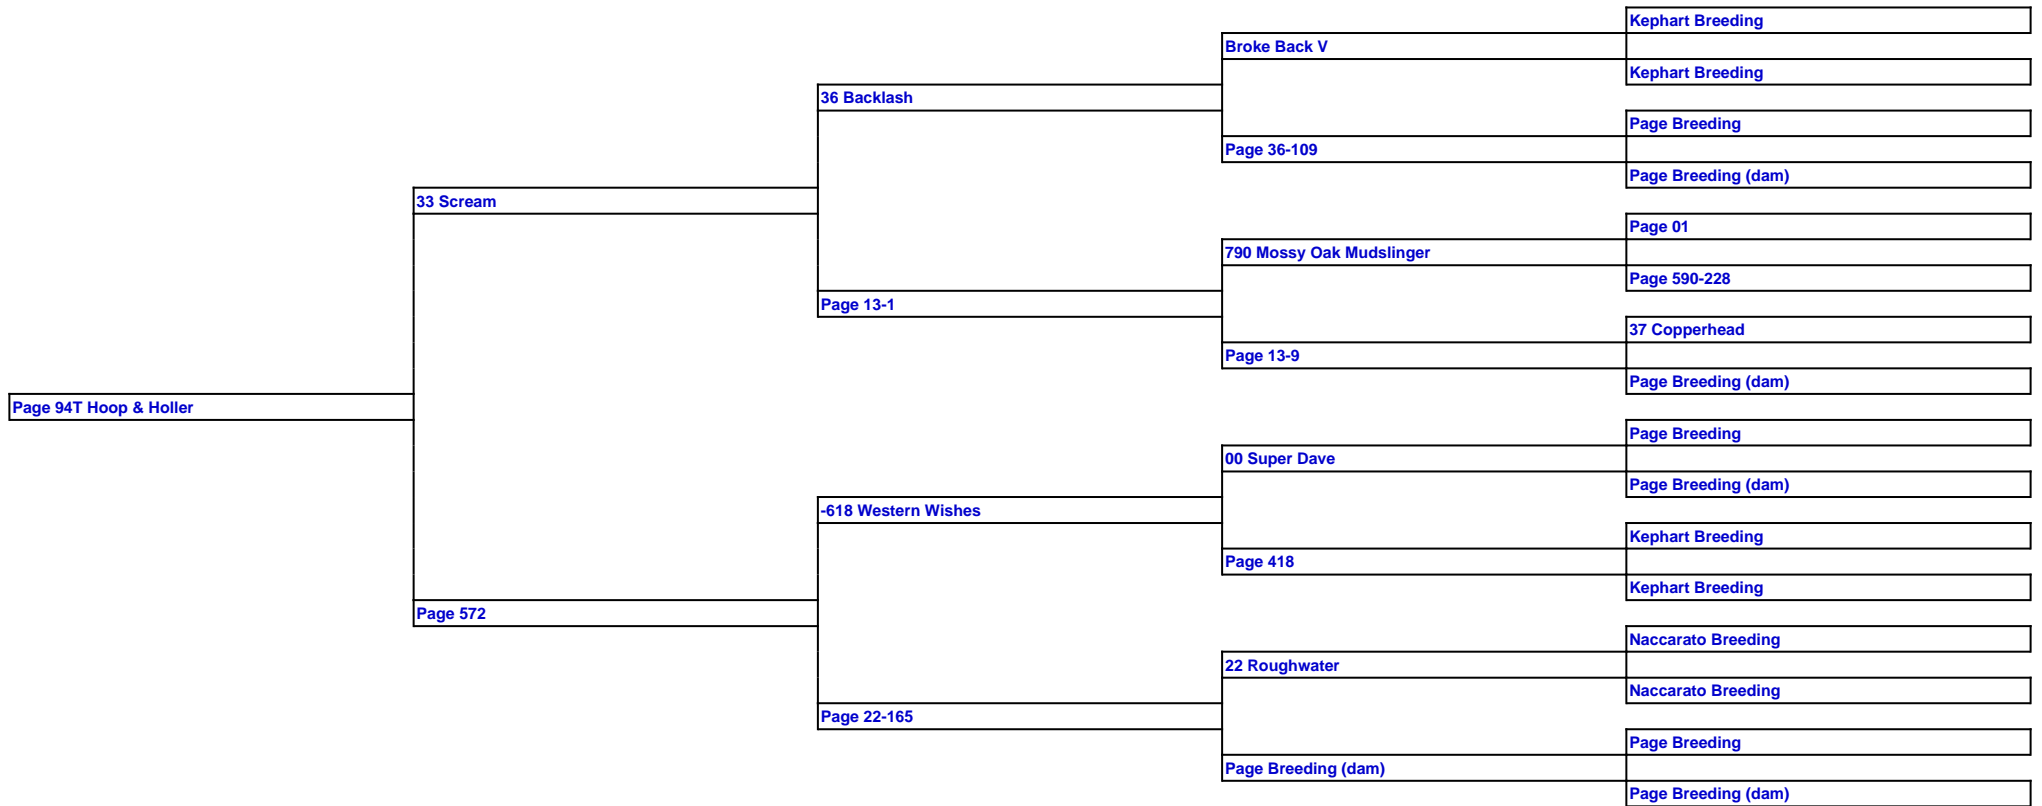 Kephart Breeding
Broke Back V
Kephart Breeding
36 Backlash
Page Breeding
Page 36-109
Page Breeding (dam)
33 Scream
Page 01
790 Mossy Oak Mudslinger
Page 590-228
Page 13-1
37 Copperhead
Page 13-9
Page Breeding (dam)
Page 94T Hoop & Holler
Page Breeding
00 Super Dave
Page Breeding (dam)
-618 Western Wishes
Kephart Breeding
Page 418
Kephart Breeding
Page 572
Naccarato Breeding
22 Roughwater
Naccarato Breeding
Page 22-165
Page Breeding
Page Breeding (dam)
Page Breeding (dam)